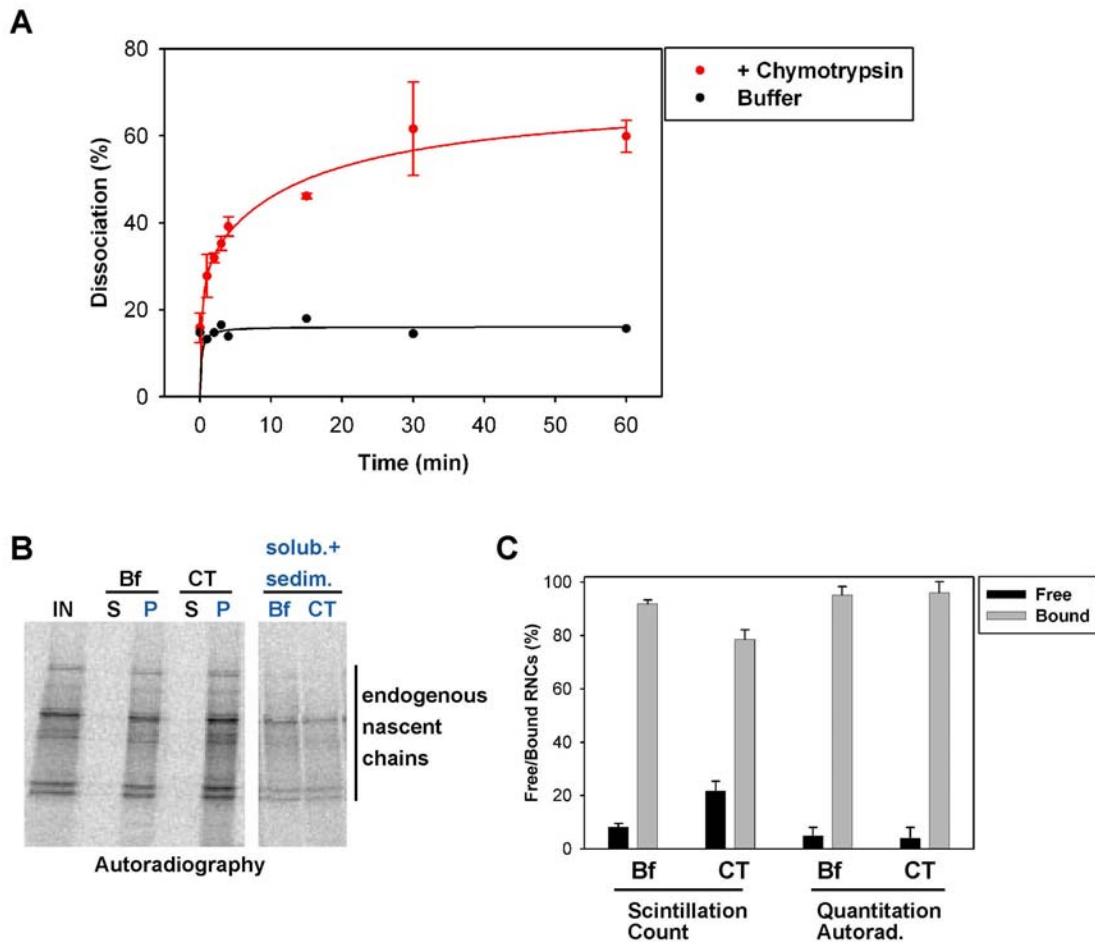 A
80
60
40
20
0
Dissociation (%)
0 10 20 30 40 50 60
Time (min)
+ Chymotrypsin
Buffer
B
solub.+
Bf CT sedim.
IN S P S P Bf CT
endogenous
nascent
chains
Autoradiography
C
100
80
60
40
20
0
Free/Bound RNCs (%)
Free
Bound
Bf CT Bf CT
Scintillation Quantitation
Count Autorad.